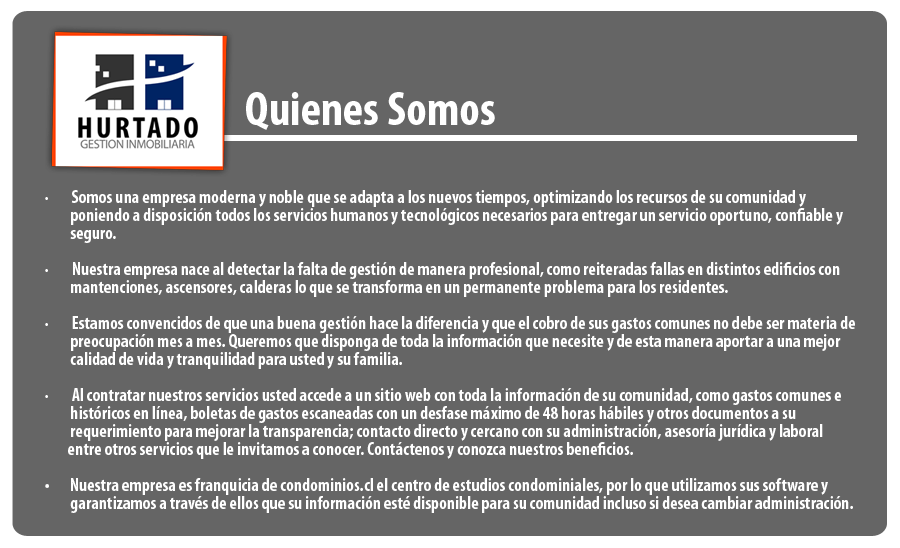 HURTADO
GESTION INMOBILIARIA
Quienes Somos
· Somos una empresa moderna y noble que se adapta a los nuevos tiempos, optimizando los recursos de su comunidad y
poniendo a disposición todos los servicios humanos y tecnológicos necesarios para entregar un servicio oportuno, confiable y
seguro.
· Nuestra empresa nace al detectar la falta de gestión de manera profesional, como reiteradas fallas en distintos edificios con
mantenciones, ascensores, calderas lo que se transforma en un permanente problema para los residentes.
· Estamos convencidos de que una buena gestión hace la diferencia y que el cobro de sus gastos comunes no debe ser materia de
preocupación mes a mes. Queremos que disponga de toda la información que necesite y de esta manera aportar a una mejor
calidad de vida y tranquilidad para usted y su familia.
· Al contratar nuestros servicios usted accede a un sitio web con toda la información de su comunidad, como gastos comunes e
históricos en línea, boletas de gastos escaneadas con un desfase máximo de 48 horas hábiles y otros documentos a su
requerimiento para mejorar la transparencia; contacto directo y cercano con su administración, asesoría jurídica y laboral
entre otros servicios que le invitamos a conocer. Contáctenos y conozca nuestros beneficios.
• Nuestra empresa es franquicia de condominios.cl el centro de estudios condominiales, por lo que utilizamos sus software y
garantizamos a través de ellos que su información esté disponible para su comunidad incluso si desea cambiar administración.